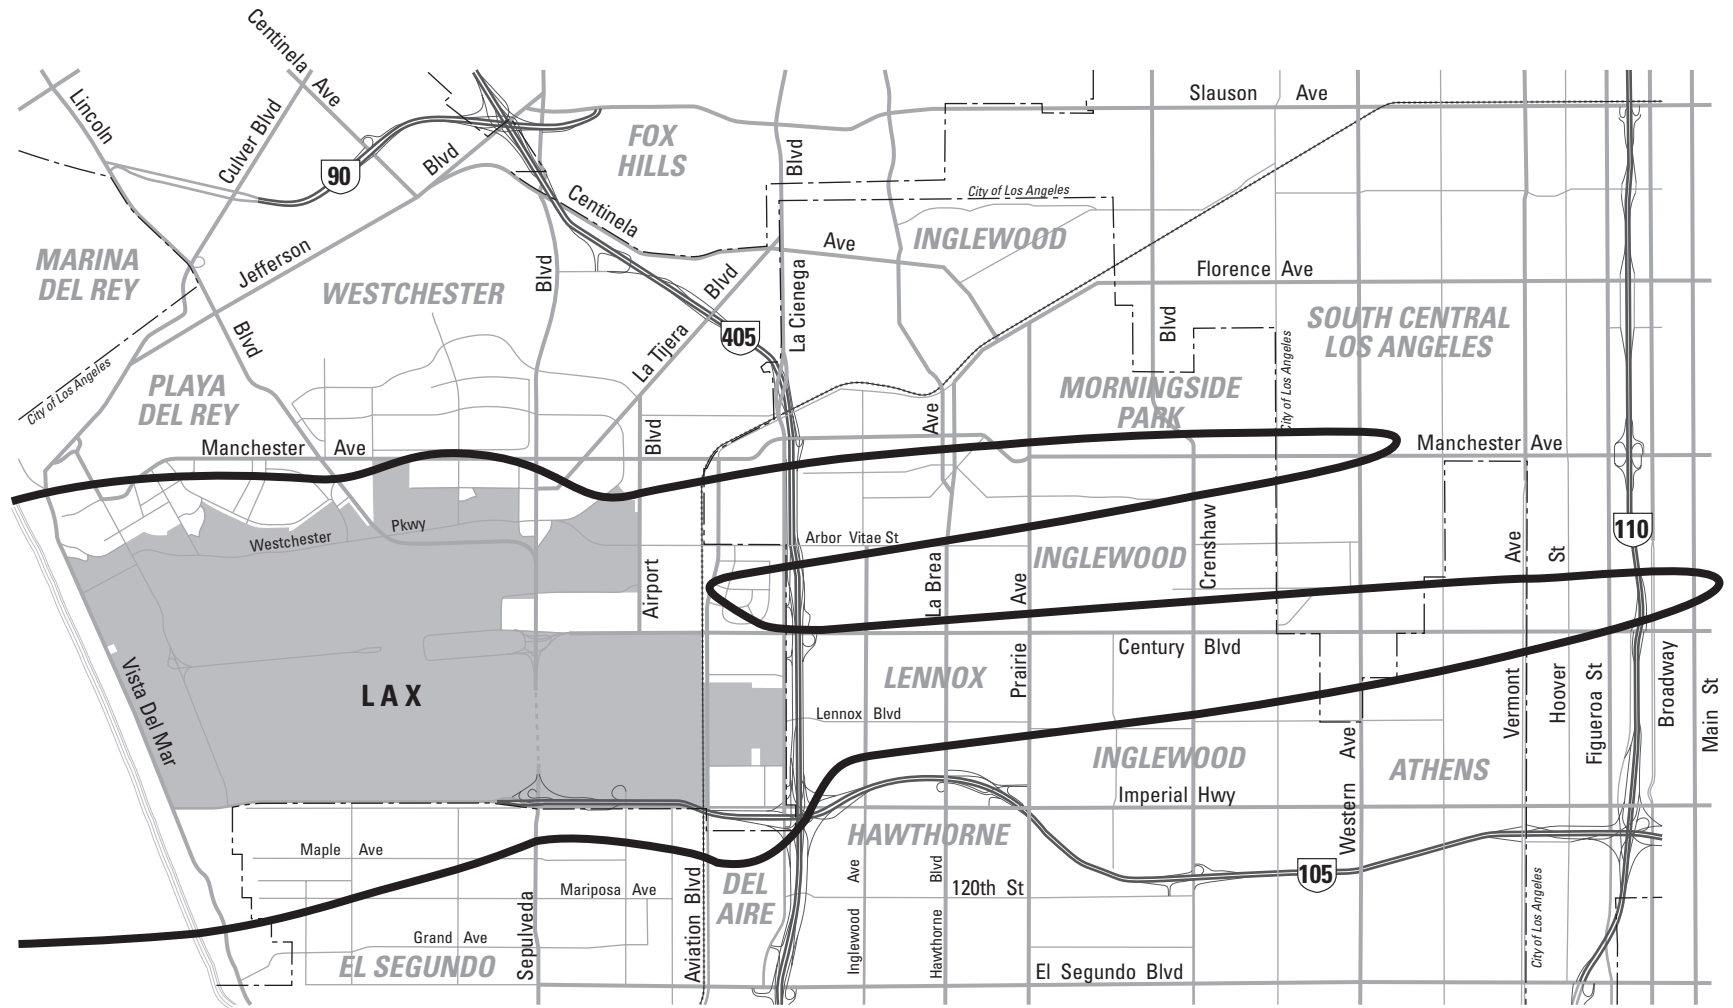 Centinela Ave
Slauson Ave
Lincoln
Culver Blvd
Blvd
FOX
HILLS
Blvd
90
City of Los Angeles
Centinela
Ave
INGLEWOOD
MARINA
DEL REY
Jefferson
WESTCHESTER
Blvd
Blvd
La Cienega
Florence Ave
Blvd
405
Blvd
La Tijera
SOUTH CENTRAL
LOS ANGELES
City of Los Angeles
City of Los Angeles
PLAYA
DEL REY
MORNINGSIDE
PARK
Ave
Blvd
Manchester Ave
Manchester Ave
Westchester Pkwy
Arbor Vitae St
INGLEWOOD
Crenshaw
Ave
St
110
Airport
La Brea
Ave
Century Blvd
Vista Del Mar
LAX
LENNOX
Prairie
Lennox Blvd
Vermont
Hoover
Figueroa St
Broadway
Main St
INGLEWOOD
Ave
ATHENS
Imperial Hwy
Western
HAWTHORNE
Maple Ave
Mariposa Ave
DEL
AIRE
Ave
Blvd
120th St
105
Grand Ave
EL SEGUNDO
Sepulveda
Aviation Blvd
Inglewood
Hawthorne
El Segundo Blvd
City of Los Angeles